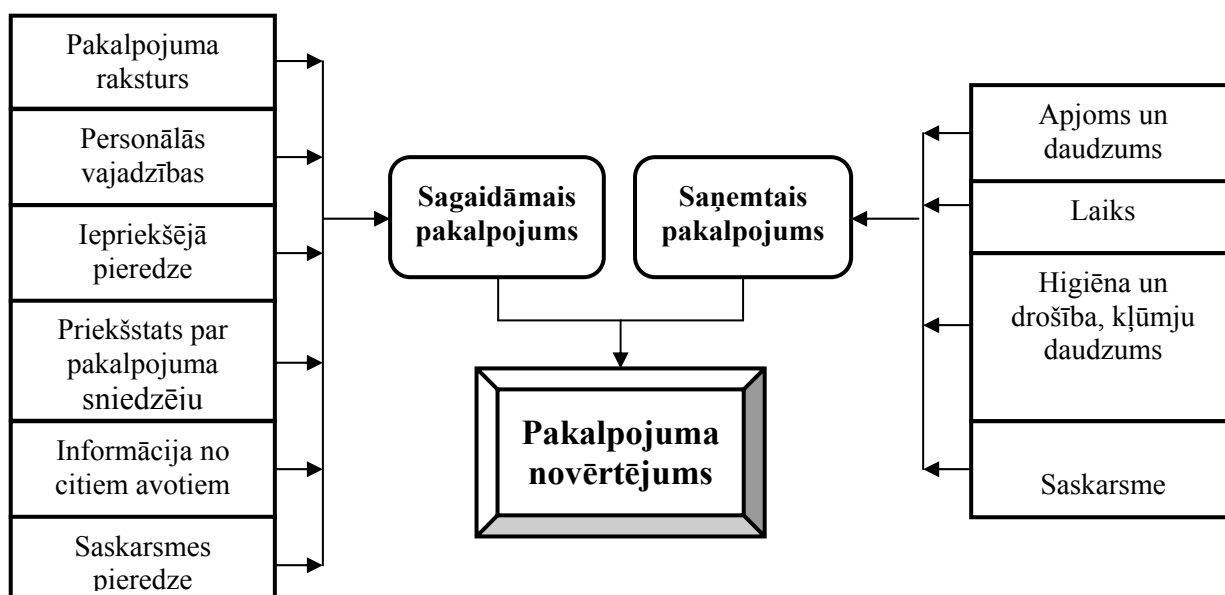 Pakalpojuma
raksturs
Personālās
vajadzības
Iepriekšējā
pieredze
Priekšstats par
pakalpojuma
sniedzēju
Informācija no
citiem avotiem
Saskarsmes
pieredze
Sagaidāmais
pakalpojums
Saņemtais
pakalpojums
Pakalpojuma
novērtējums
Apjoms un
daudzums
Laiks
Higiēna un
drošība, kļūmju
daudzums
Saskarsme